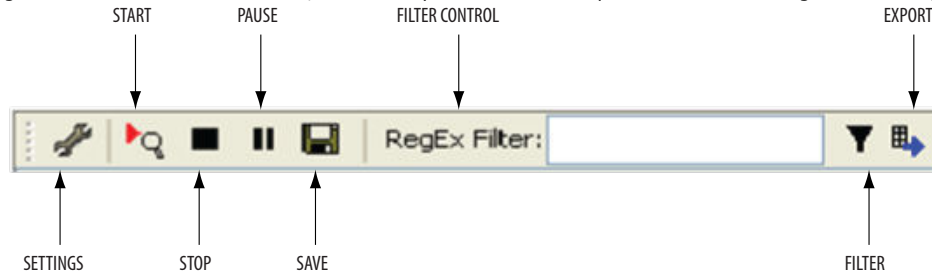 START PAUSE FILTER CONTROL EXPORT
RegEx Filter:
SETTINGS STOP SAVE FILTER